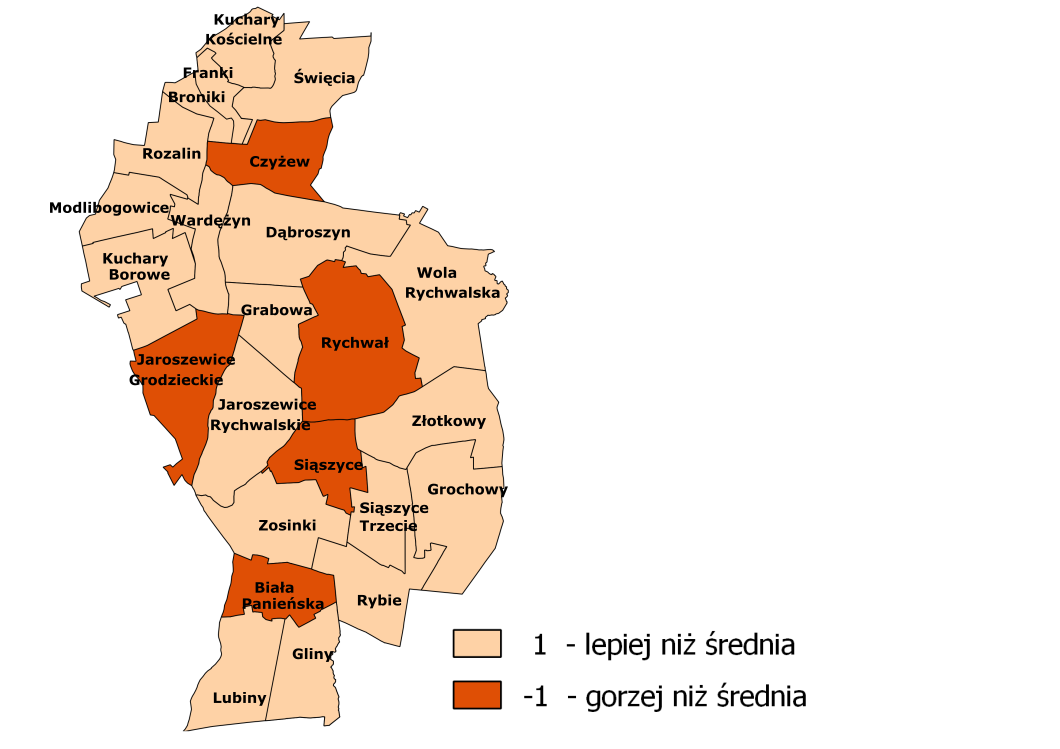 Kuchary
Kościelne
Franki
Święcia
Broniki
Rozalin
Czyżew
Modlibogowice
Wardężyn
Dąbroszyn
Kuchary
Borowe
Wola
Rychwalska
Grabowa
Rychwał
Jaroszewice
Grodzieckie
Jaroszewice
Rychwalskie
Złotkowy
Siąszyce
Grochowy
Siąszyce
Trzecie
Zosinki
Biała
Panieńska
Rybie
Gliny
Lubiny
1 - lepiej niż średnia
-1 - gorzej niż średnia